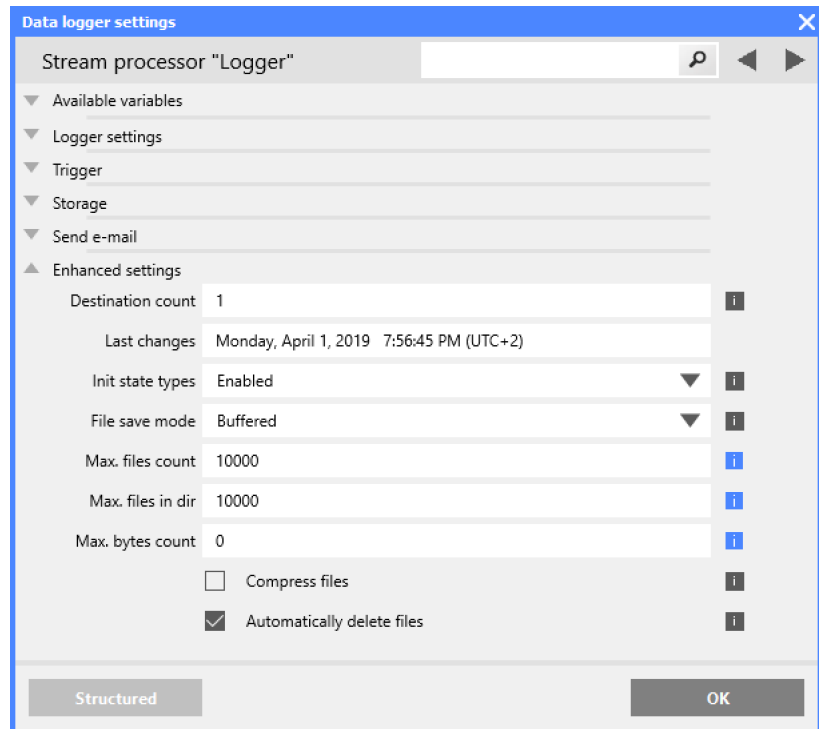 Data logger settings
Stream processor "Logger"
Available variables
Logger settings
Trigger
Storage
Send e-mail
Enhanced settings
Destination count 1
Last changes Monday, April 1, 2019 7:56:45 PM (UTC+2)
Init state types Enabled
File save mode Buffered
Max. files count 10000
Max. files in dir 10000
Max. bytes count 0
Compress files
Automatically delete files
Structured OK